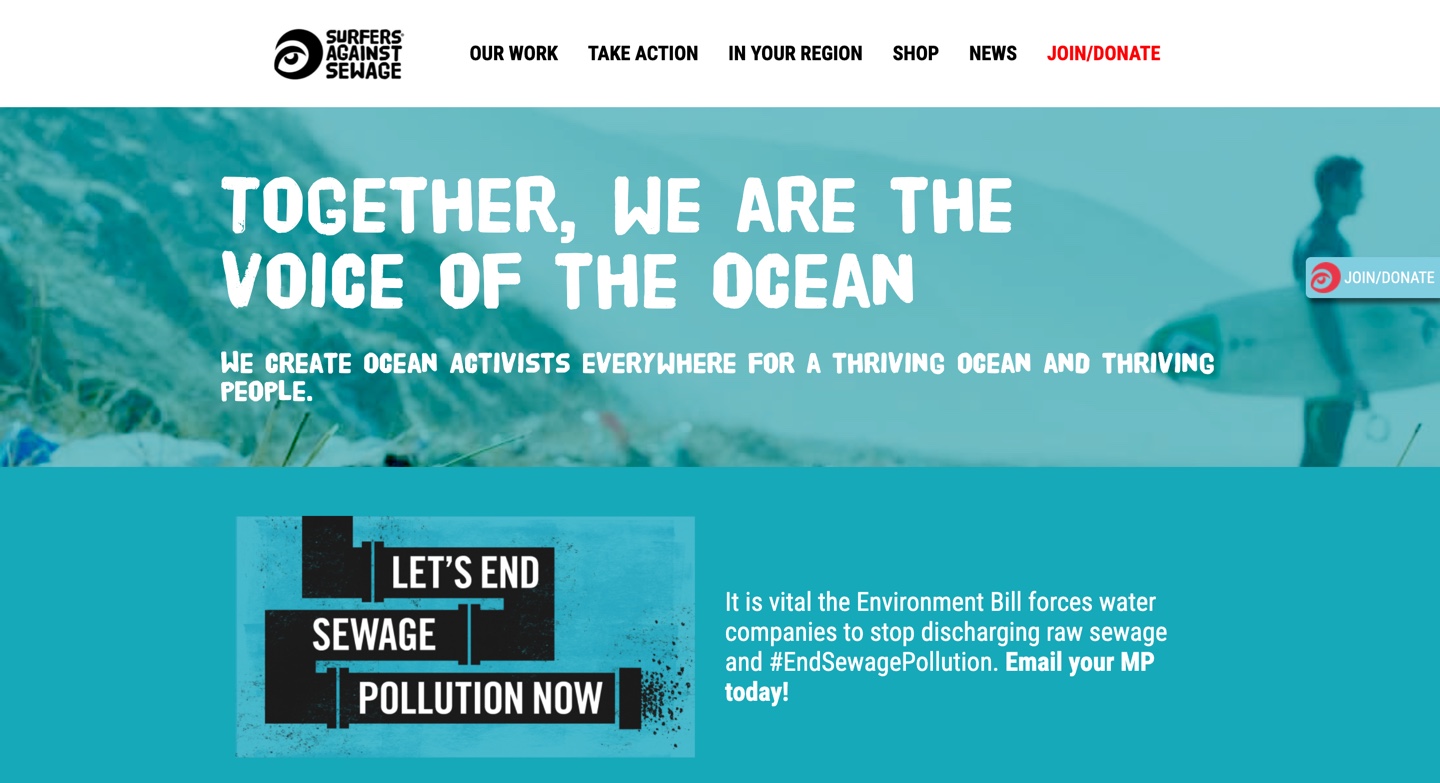 SURFERS
AGAINST
SEWAGE
OUR WORK TAKE ACTION IN YOUR REGION SHOP NEWS JOIN/DONATE
TOGETHER, WE ARE THE
VOICE OF THE OCEAN
JOIN/DONATE
WE CREATE OCEAN ACTIVISTS EVERYWHERE FOR A THRIVING OCEAN AND THRIVING
PEOPLE.
LET'S END
SEWAGE
POLLUTION NOW
It is vital the Environment Bill forces water
companies to stop discharging raw sewage
and #EndSewagePollution. Email your MP
today!